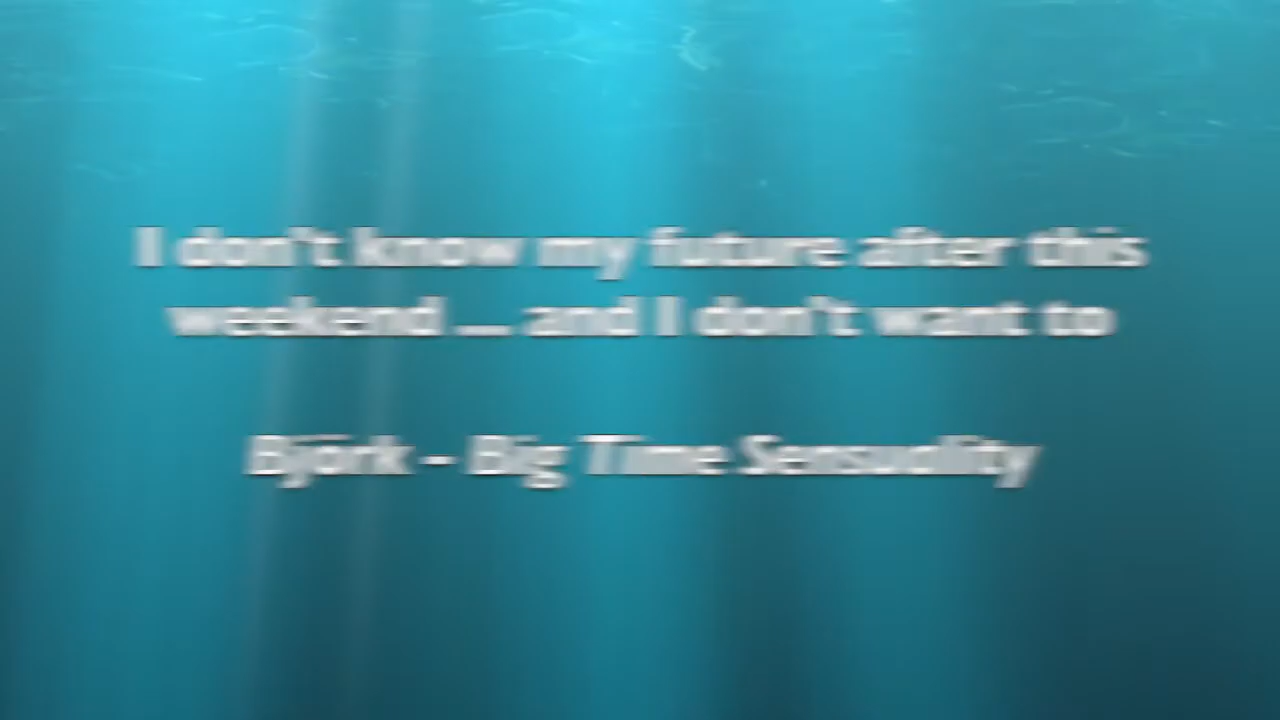 I don't know my future after this
weekend ... and I don't want to
Björk - Big Time Sensuality